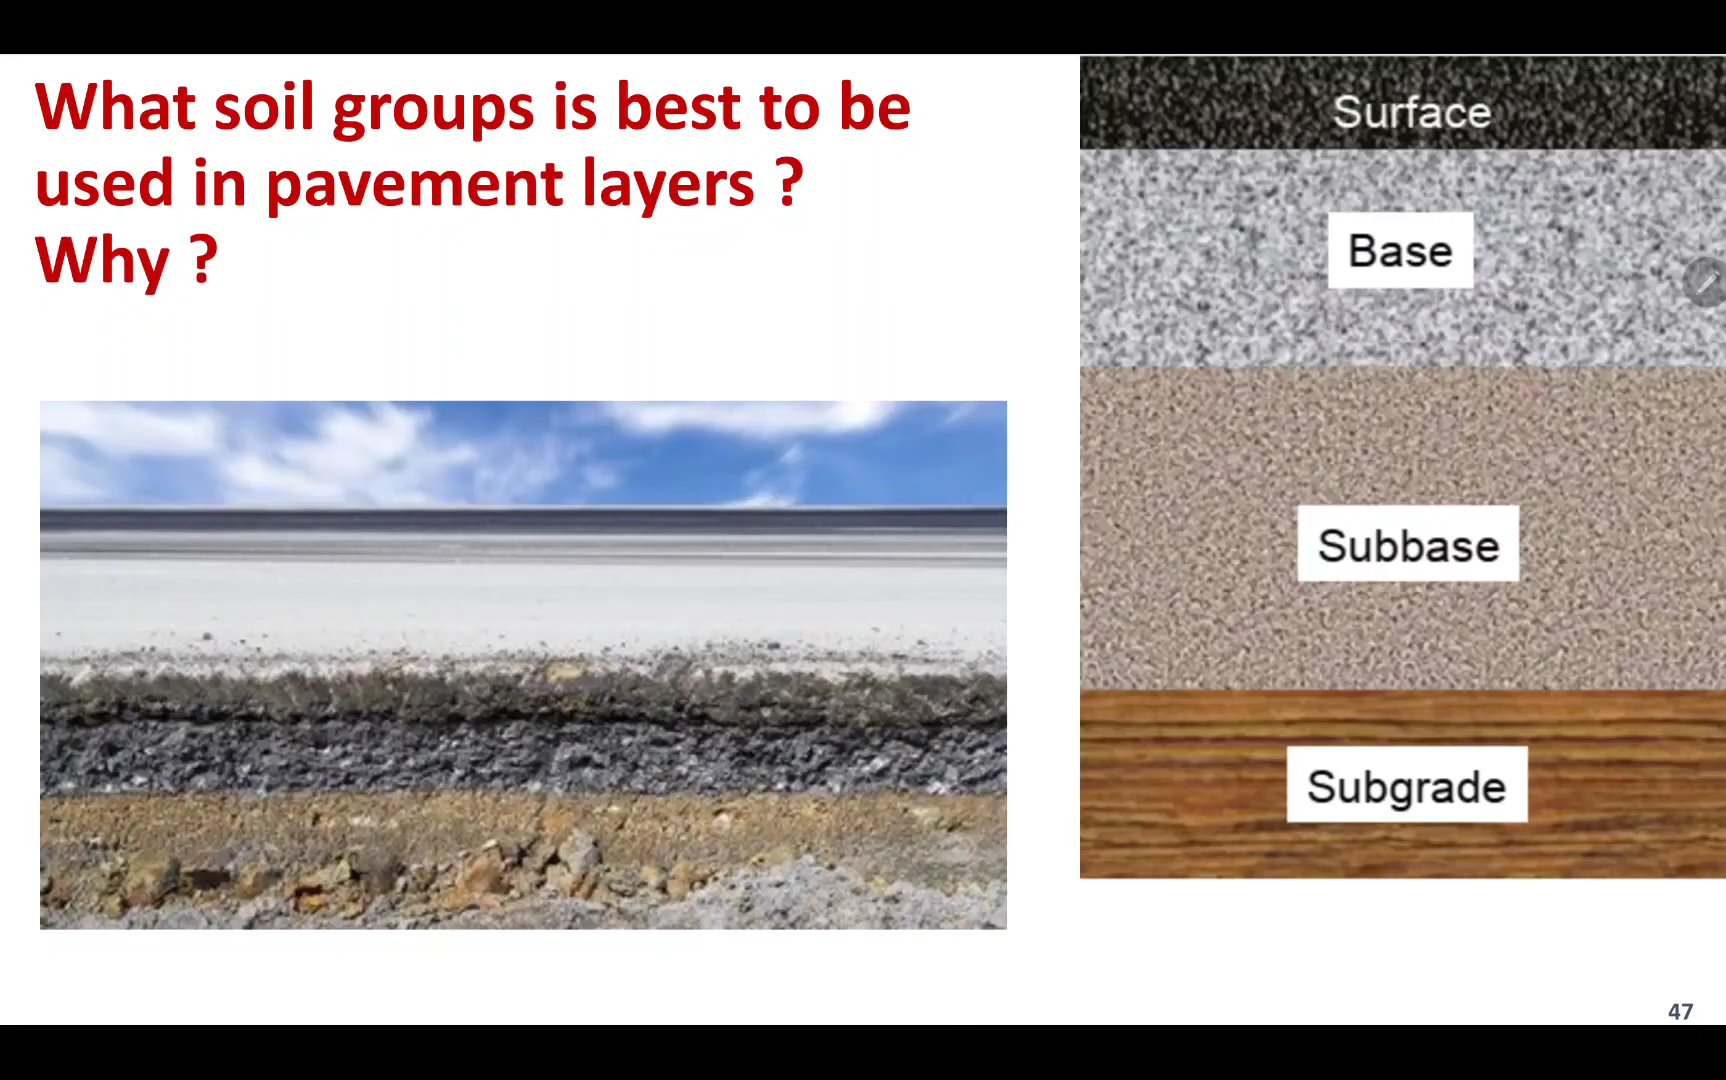 What soil groups is best to be
used in pavement layers ?
Why ?
Surface
Base
Subbase
Subgrade
47